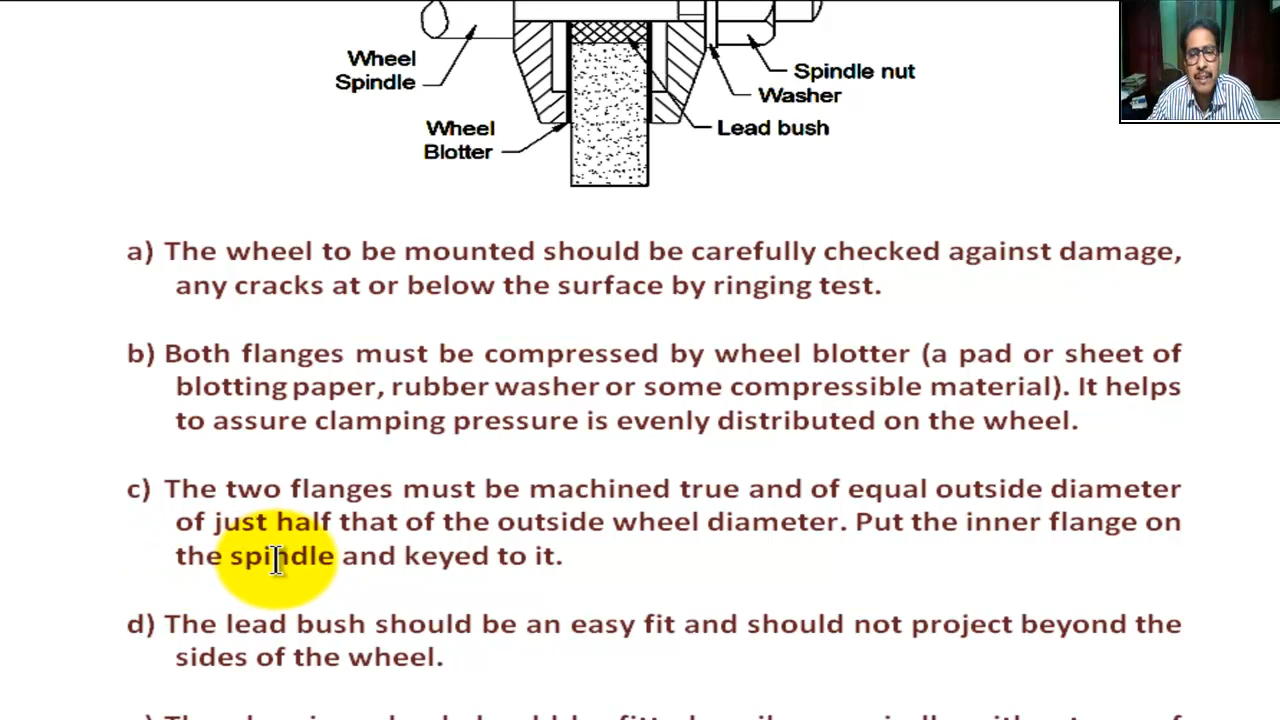 Wheel
Spindle
Spindle nut
Washer
Wheel
Blotter
Lead bush
a) The wheel to be mounted should be carefully checked against damage,
any cracks at or below the surface by ringing test.
b) Both flanges must be compressed by wheel blotter (a pad or sheet of
blotting paper, rubber washer or some compressible material). It helps
to assure clamping pressure is evenly distributed on the wheel.
c) The two flanges must be machined true and of equal outside diameter
of just half that of the outside wheel diameter. Put the inner flange on
the spindle and keyed to it.
d) The lead bush should be an easy fit and should not project beyond the
sides of the wheel.